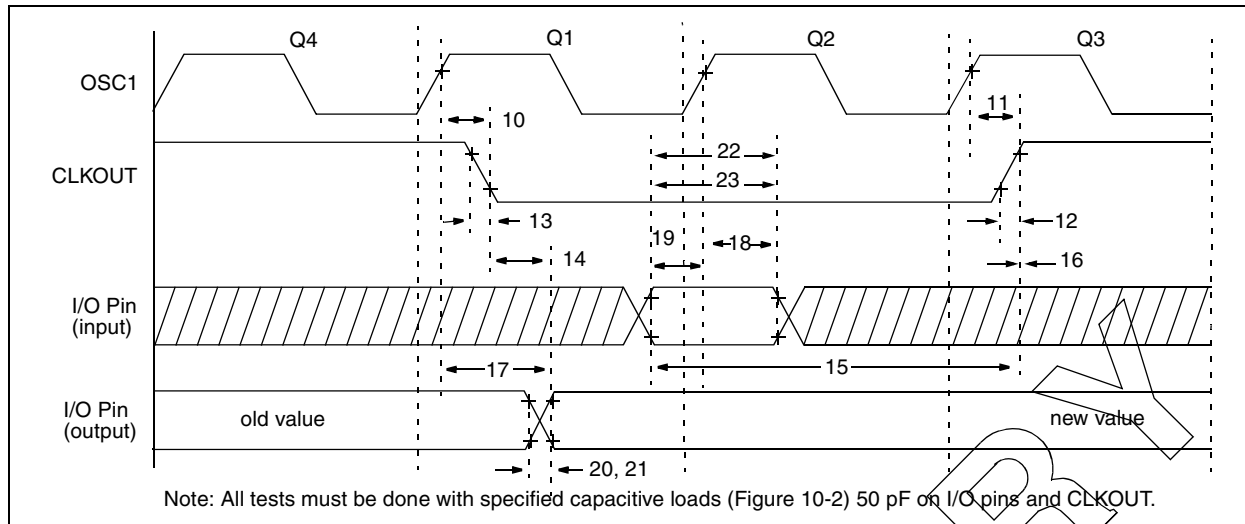 Q4 Q1 Q2 Q3
OSC1
10
11
22
CLKOUT
23
13
12
19
18
14
16
I/O Pin
(input)
17
15
I/O Pin
(output)
old value
new value
20, 21
Note: All tests must be done with specified capacitive loads (Figure 10-2) 50 pF on I/O pins and CLKOUT.
R Y